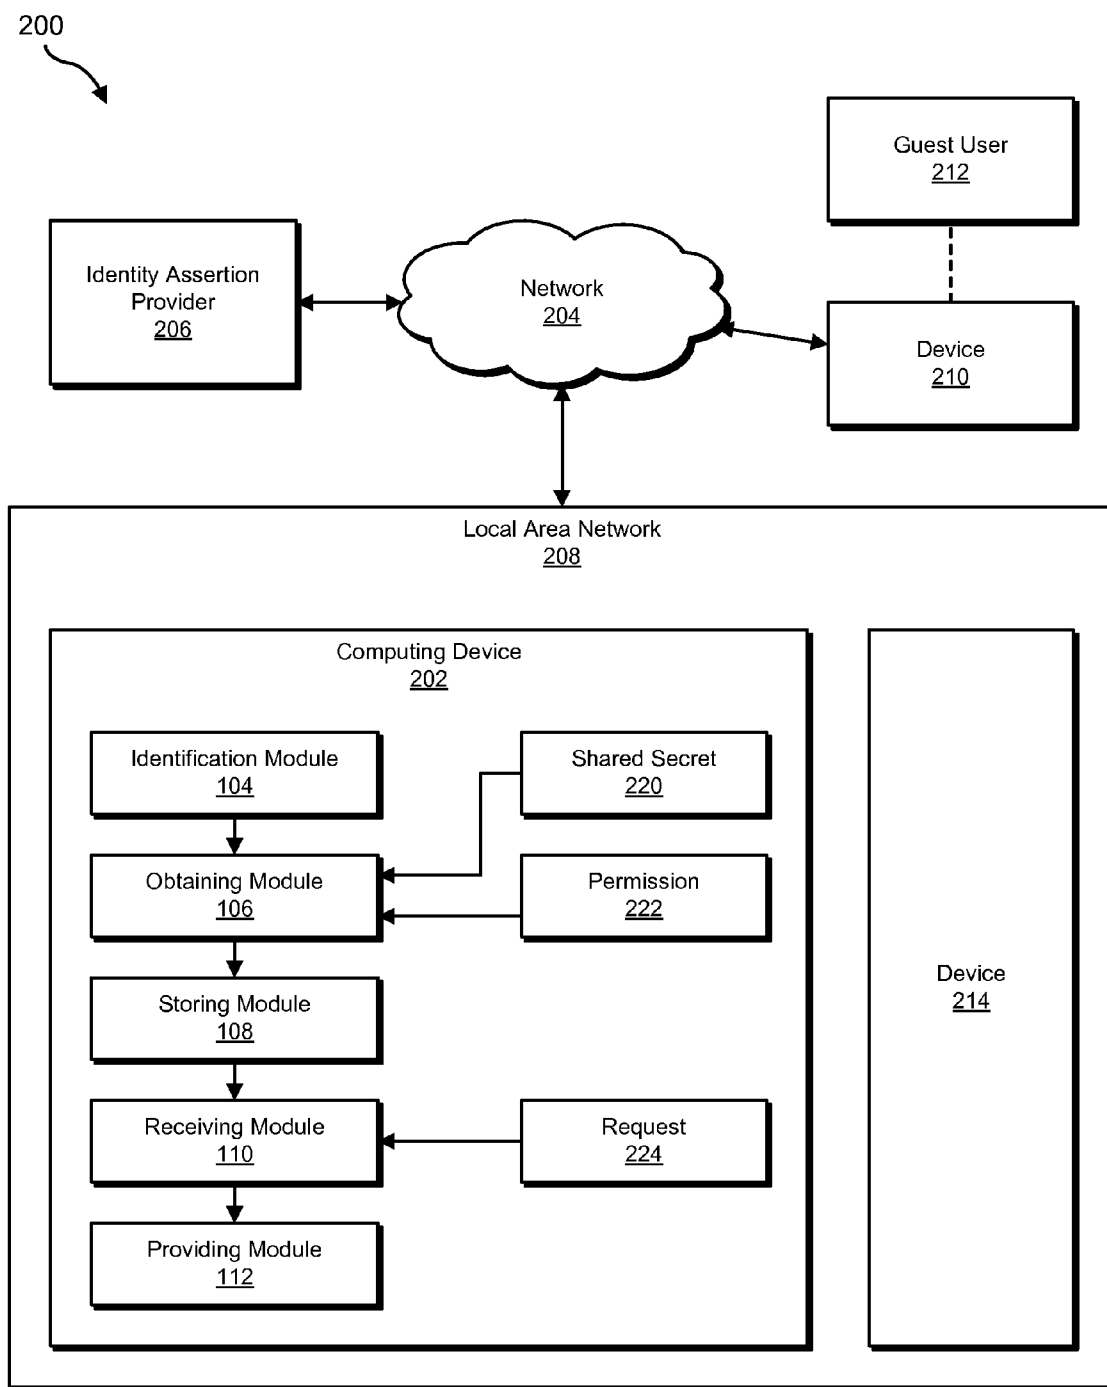 200
Guest User
212
Identity Assertion
Provider
206
Network
204
Device
210
Local Area Network
208
Computing Device
202
Identification Module
104
Shared Secret
220
Obtaining Module
106
Permission
222
Storing Module
108
Device
214
Receiving Module
110
Request
224
Providing Module
112